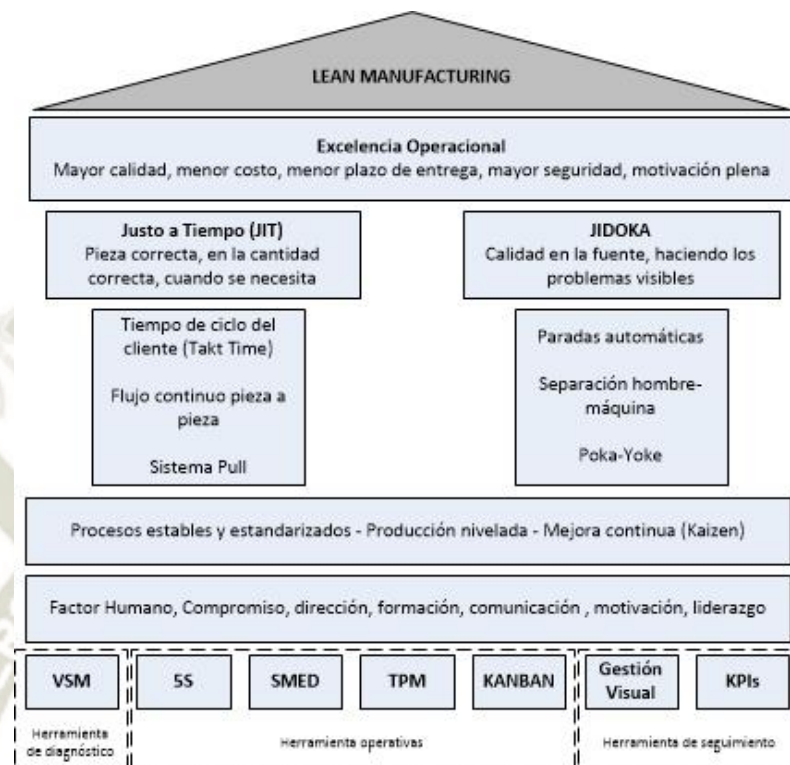 LEAN MANUFACTURING
Excelencia Operacional
Mayor calidad, menor costo, menor plazo de entrega, mayor seguridad, motivación plena
Justo a Tiempo (JIT)
Pieza correcta, en la cantidad
correcta, cuando se necesita
JIDOKA
Calidad en la fuente, haciendo los
problemas visibles
Tiempo de ciclo del
cliente (Takt Time)
Flujo continuo pieza a
pieza
Sistema Pull
Paradas automáticas
Separación hombre-
máquina
Poka-Yoke
Procesos estables y estandarizados - Producción nivelada - Mejora continua (Kaizen)
Factor Humano, Compromiso, dirección, formación, comunicación , motivación, liderazgo
VSM
5S
SMED
TPM
KANBAN
Gestión
Visual
KPIs
Herramienta
de diagnóstico
Herramienta operativas
Herramienta de seguimiento